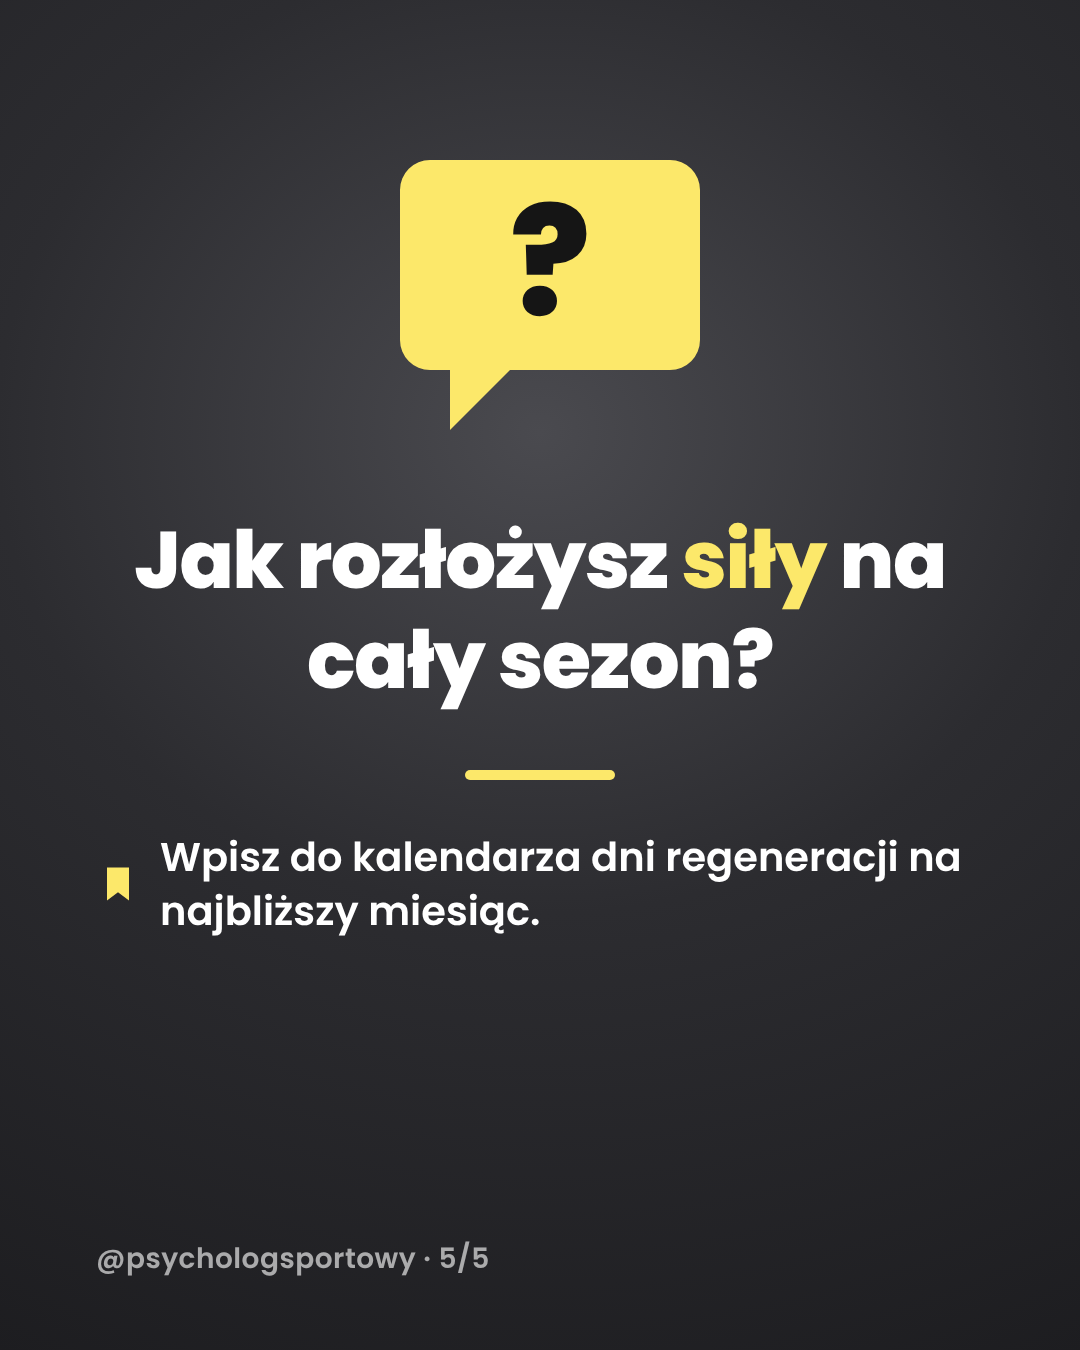 ?
Jak rozłożysz siły na
cały sezon?
Wpisz do kalendarza dni regeneracji na
najbliższy miesiąc.
@psychologsportowy · 5/5